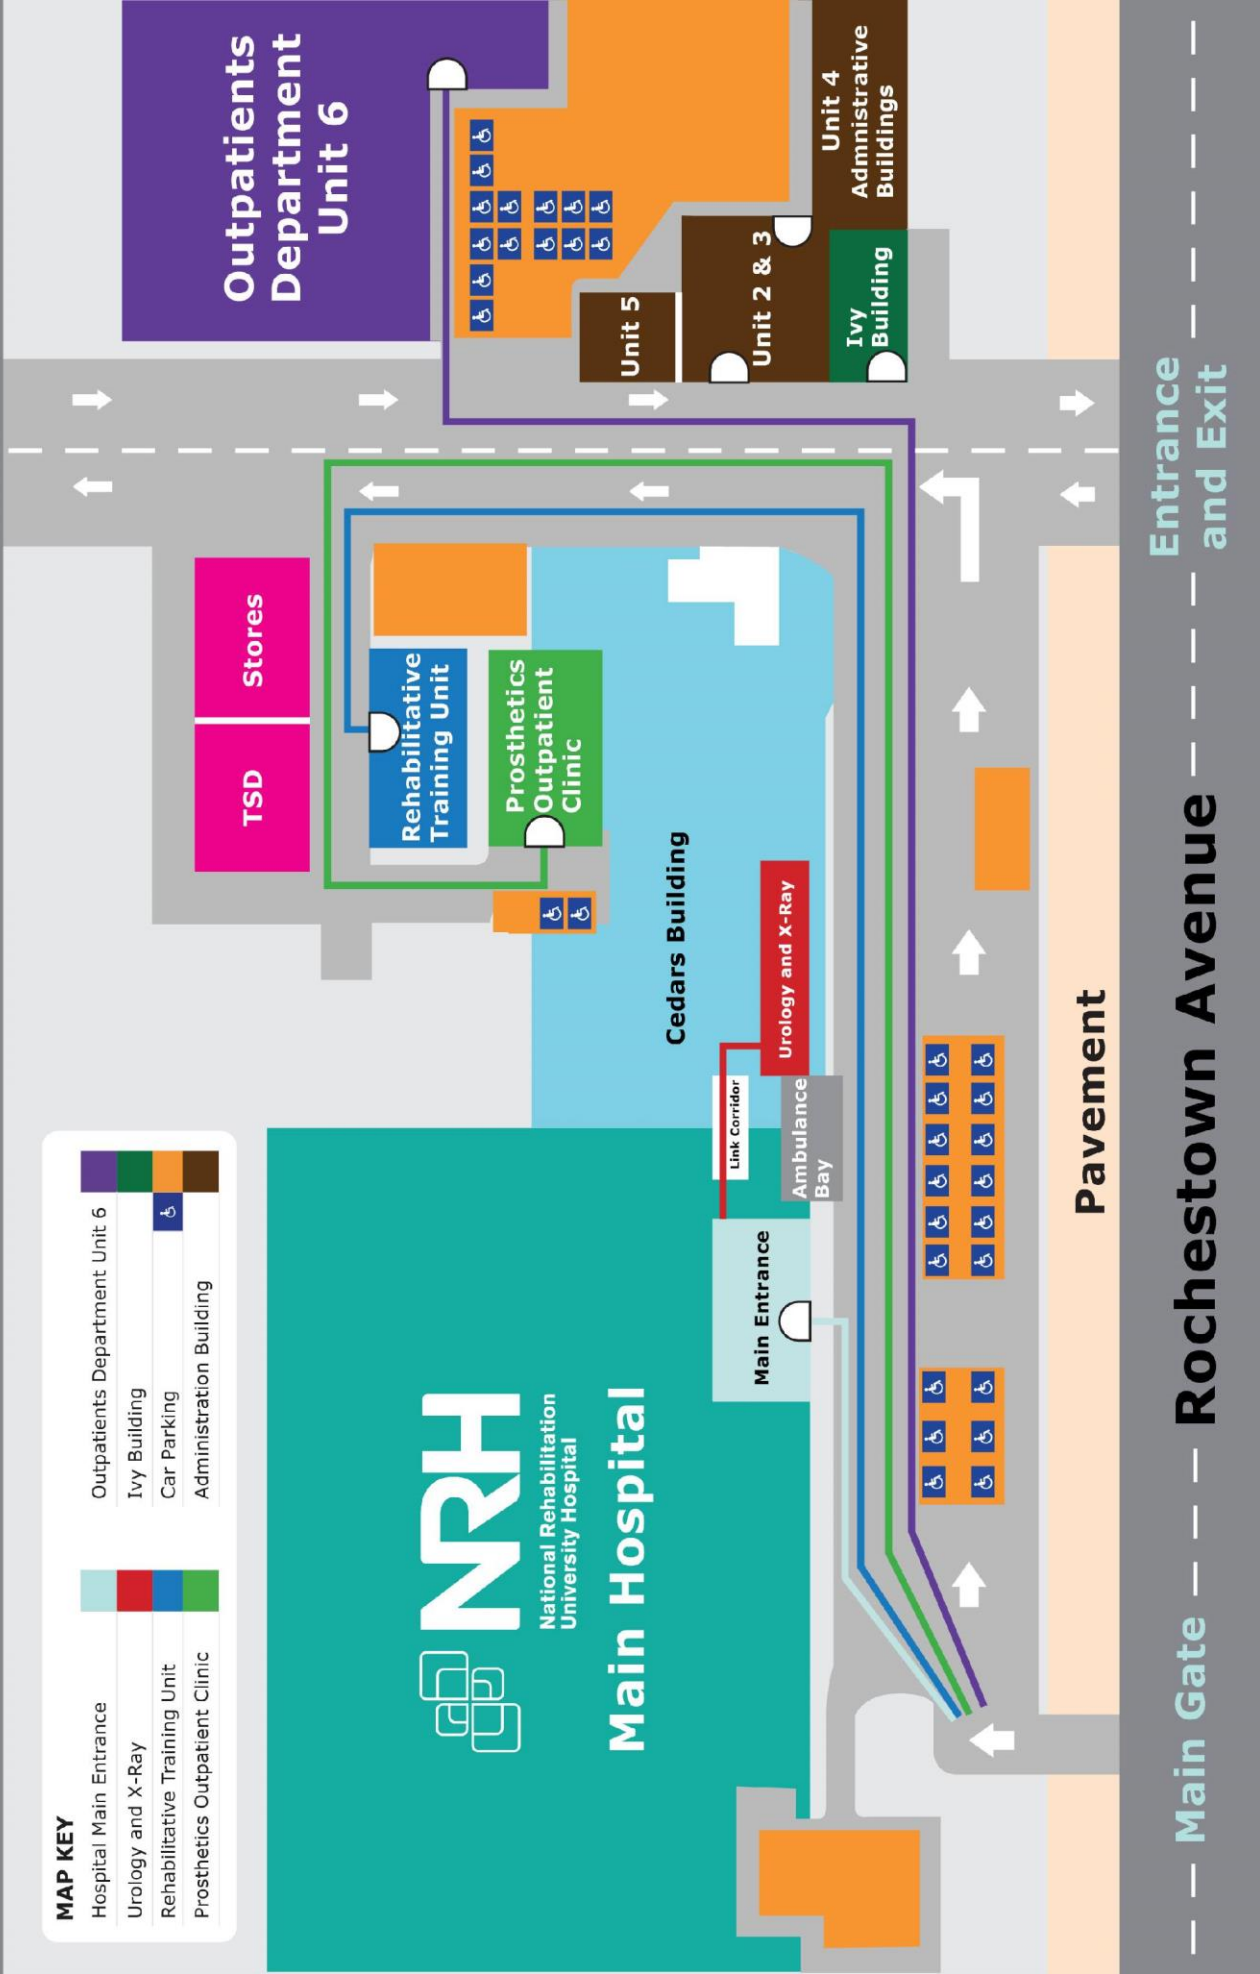 MAP KEY
Hospital Main Entrance
Urology and X-Ray
Rehabilitative Training Unit
Prosthetics Outpatient Clinic
Outpatients Department Unit 6
Ivy Building
Car Parking
Administration Building
TSD
Stores
Outpatients
Department
Unit 6
Rehabilitative
Training Unit
Prosthetics
Outpatient
Clinic
NRH
National Rehabilitation
University Hospital
Main Hospital
Cedars Building
Unit 5
Unit 2 & 3
Unit 4
Admnistrative
Buildings
Ivy
Building
Link Corridor
Urology and X-Ray
Main Entrance
Ambulance
Bay
Pavement
Main Gate
Rochestown Avenue
Entrance
and Exit